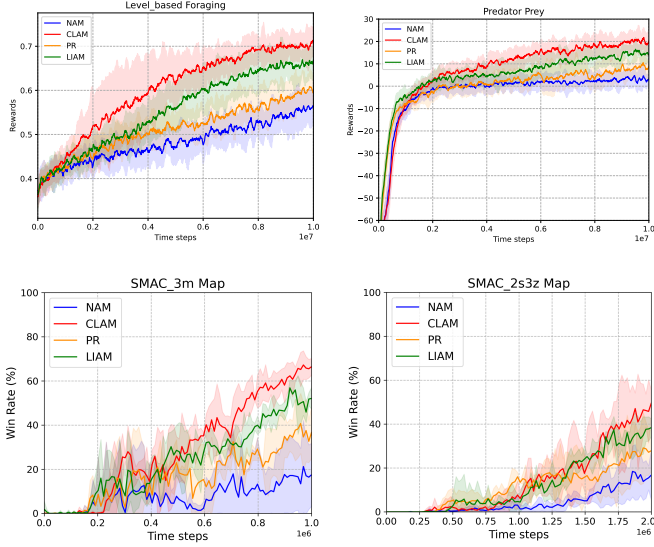 Level_based Foraging
NAM
CLAM
PR
LIAM
0.7
0.6
0.5
0.4
Rewards
0.0 0.2 0.4 0.6 0.8 1.0
Time steps
1e7
Predator Prey
NAM
CLAM
PR
LIAM
30
20
10
0
−10
−20
−30
−40
−50
−60
Rewards
0.0 0.2 0.4 0.6 0.8 1.0
Time steps
1e7
SMAC_3m Map
NAM
CLAM
PR
LIAM
100
80
60
40
20
0
Win Rate (%)
0.0 0.2 0.4 0.6 0.8 1.0
Time steps
1e6
SMAC_2s3z Map
NAM
CLAM
PR
LIAM
100
80
60
40
20
0
Win Rate (%)
0.0 0.25 0.50 0.75 1.00 1.25 1.50 1.75 2.00
Time steps
1e6